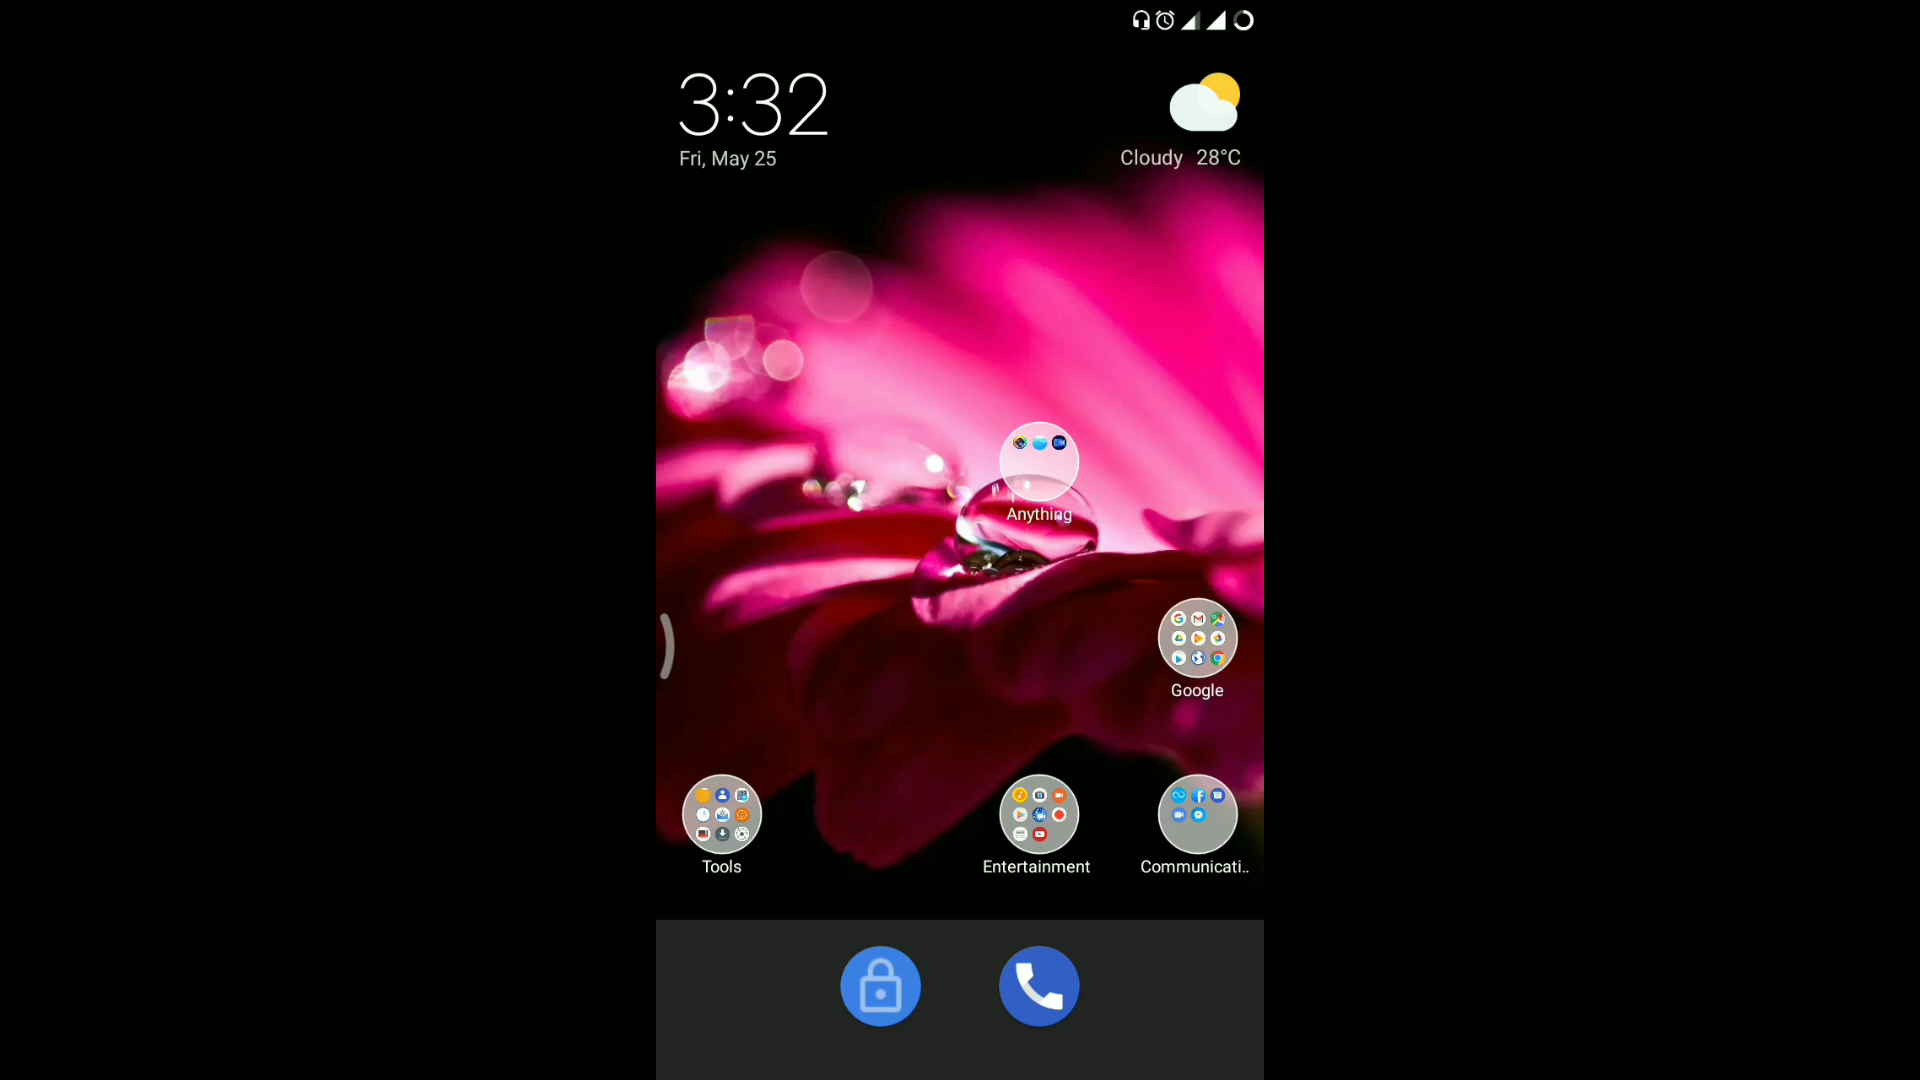 3:32
Fri, May 25
Cloudy 28°C
Anything
Google
Tools
Entertainment
Communicati..